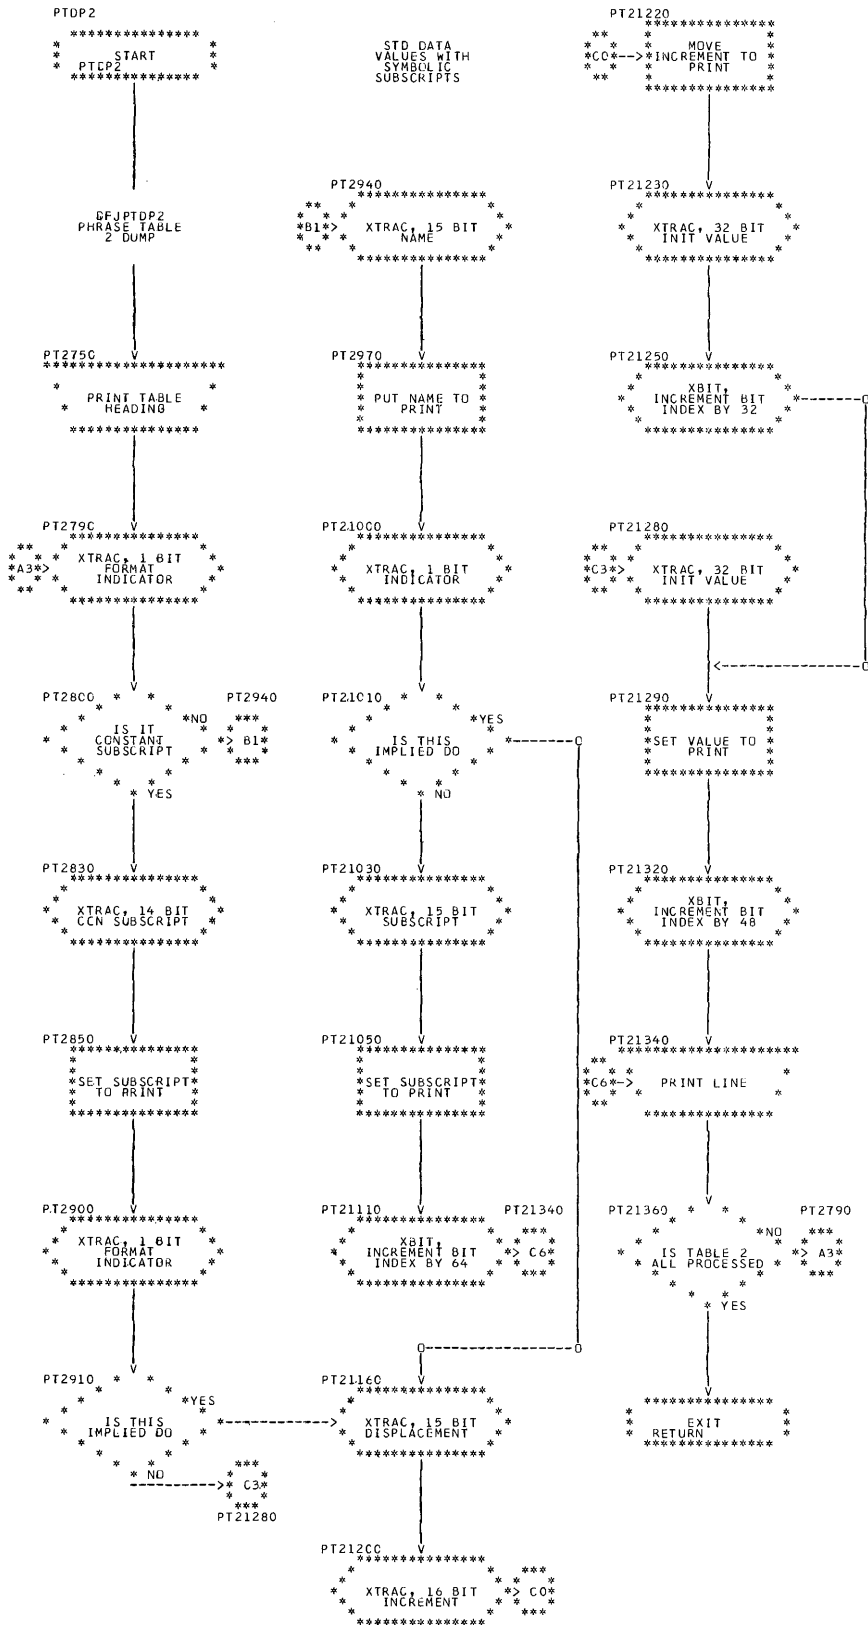 PTDP2
START
PTDP2
DFJPTDP2
PHRASE TABLE
2 DUMP
PT2750
PRINT TABLE
HEADING
PT2790
A3
XTRAC, 1 BIT
FORMAT
INDICATOR
PT2800
IS IT
CONSTANT
SUBSCRIPT
NO
PT2940
B1
YES
PT2830
XTRAC, 14 BIT
CCN SUBSCRIPT
PT2850
SET SUBSCRIPT
TO PRINT
PT2900
XTRAC, 1 BIT
FORMAT
INDICATOR
PT2910
IS THIS
IMPLIED DO
YES
NO
C3
PT21280
STD DATA
VALUES WITH
SYMBOLIC
SUBSCRIPTS
PT2940
B1
XTRAC, 15 BIT
NAME
PT2970
PUT NAME TO
PRINT
PT21000
XTRAC, 1 BIT
INDICATOR
PT21010
IS THIS
IMPLIED DO
YES
NO
PT21030
XTRAC, 15 BIT
SUBSCRIPT
PT21050
SET SUBSCRIPT
TO PRINT
PT21110
XBIT,
INCREMENT BIT
INDEX BY 64
PT21340
C6
PT21160
XTRAC, 15 BIT
DISPLACEMENT
PT21200
XTRAC, 16 BIT
INCREMENT
C0
PT21220
C0
MOVE
INCREMENT TO
PRINT
PT21230
XTRAC, 32 BIT
INIT VALUE
PT21250
XBIT,
INCREMENT BIT
INDEX BY 32
PT21280
C3
XTRAC, 32 BIT
INIT VALUE
PT21290
SET VALUE TO
PRINT
PT21320
XBIT,
INCREMENT BIT
INDEX BY 48
PT21340
C6
PRINT LINE
PT21360
IS TABLE 2
ALL PROCESSED
NO
PT2790
A3
YES
EXIT
RETURN